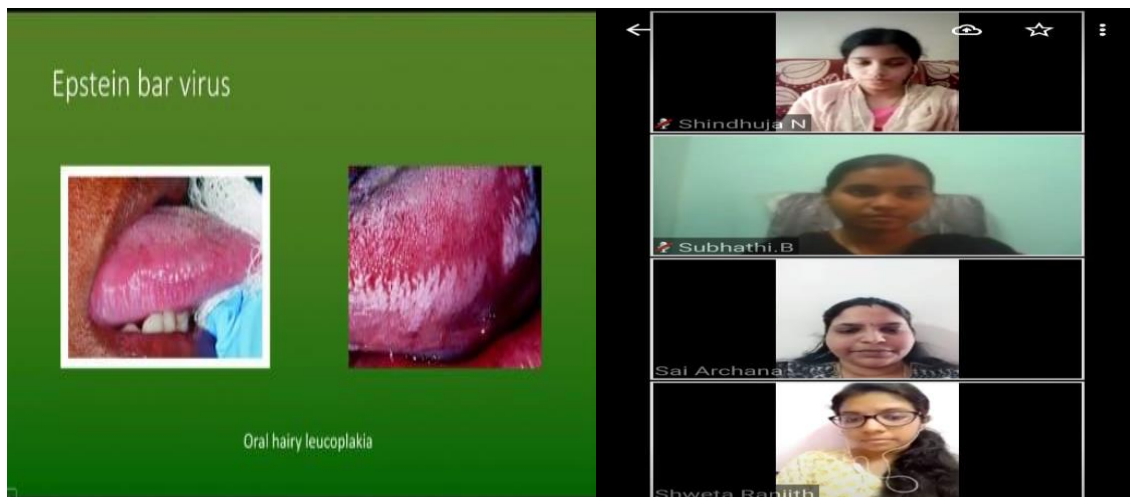 Epstein bar virus
Oral hairy leucoplakia
Shindhuja N
Subhathi.B
Sai Archana
Shweta Ranjith